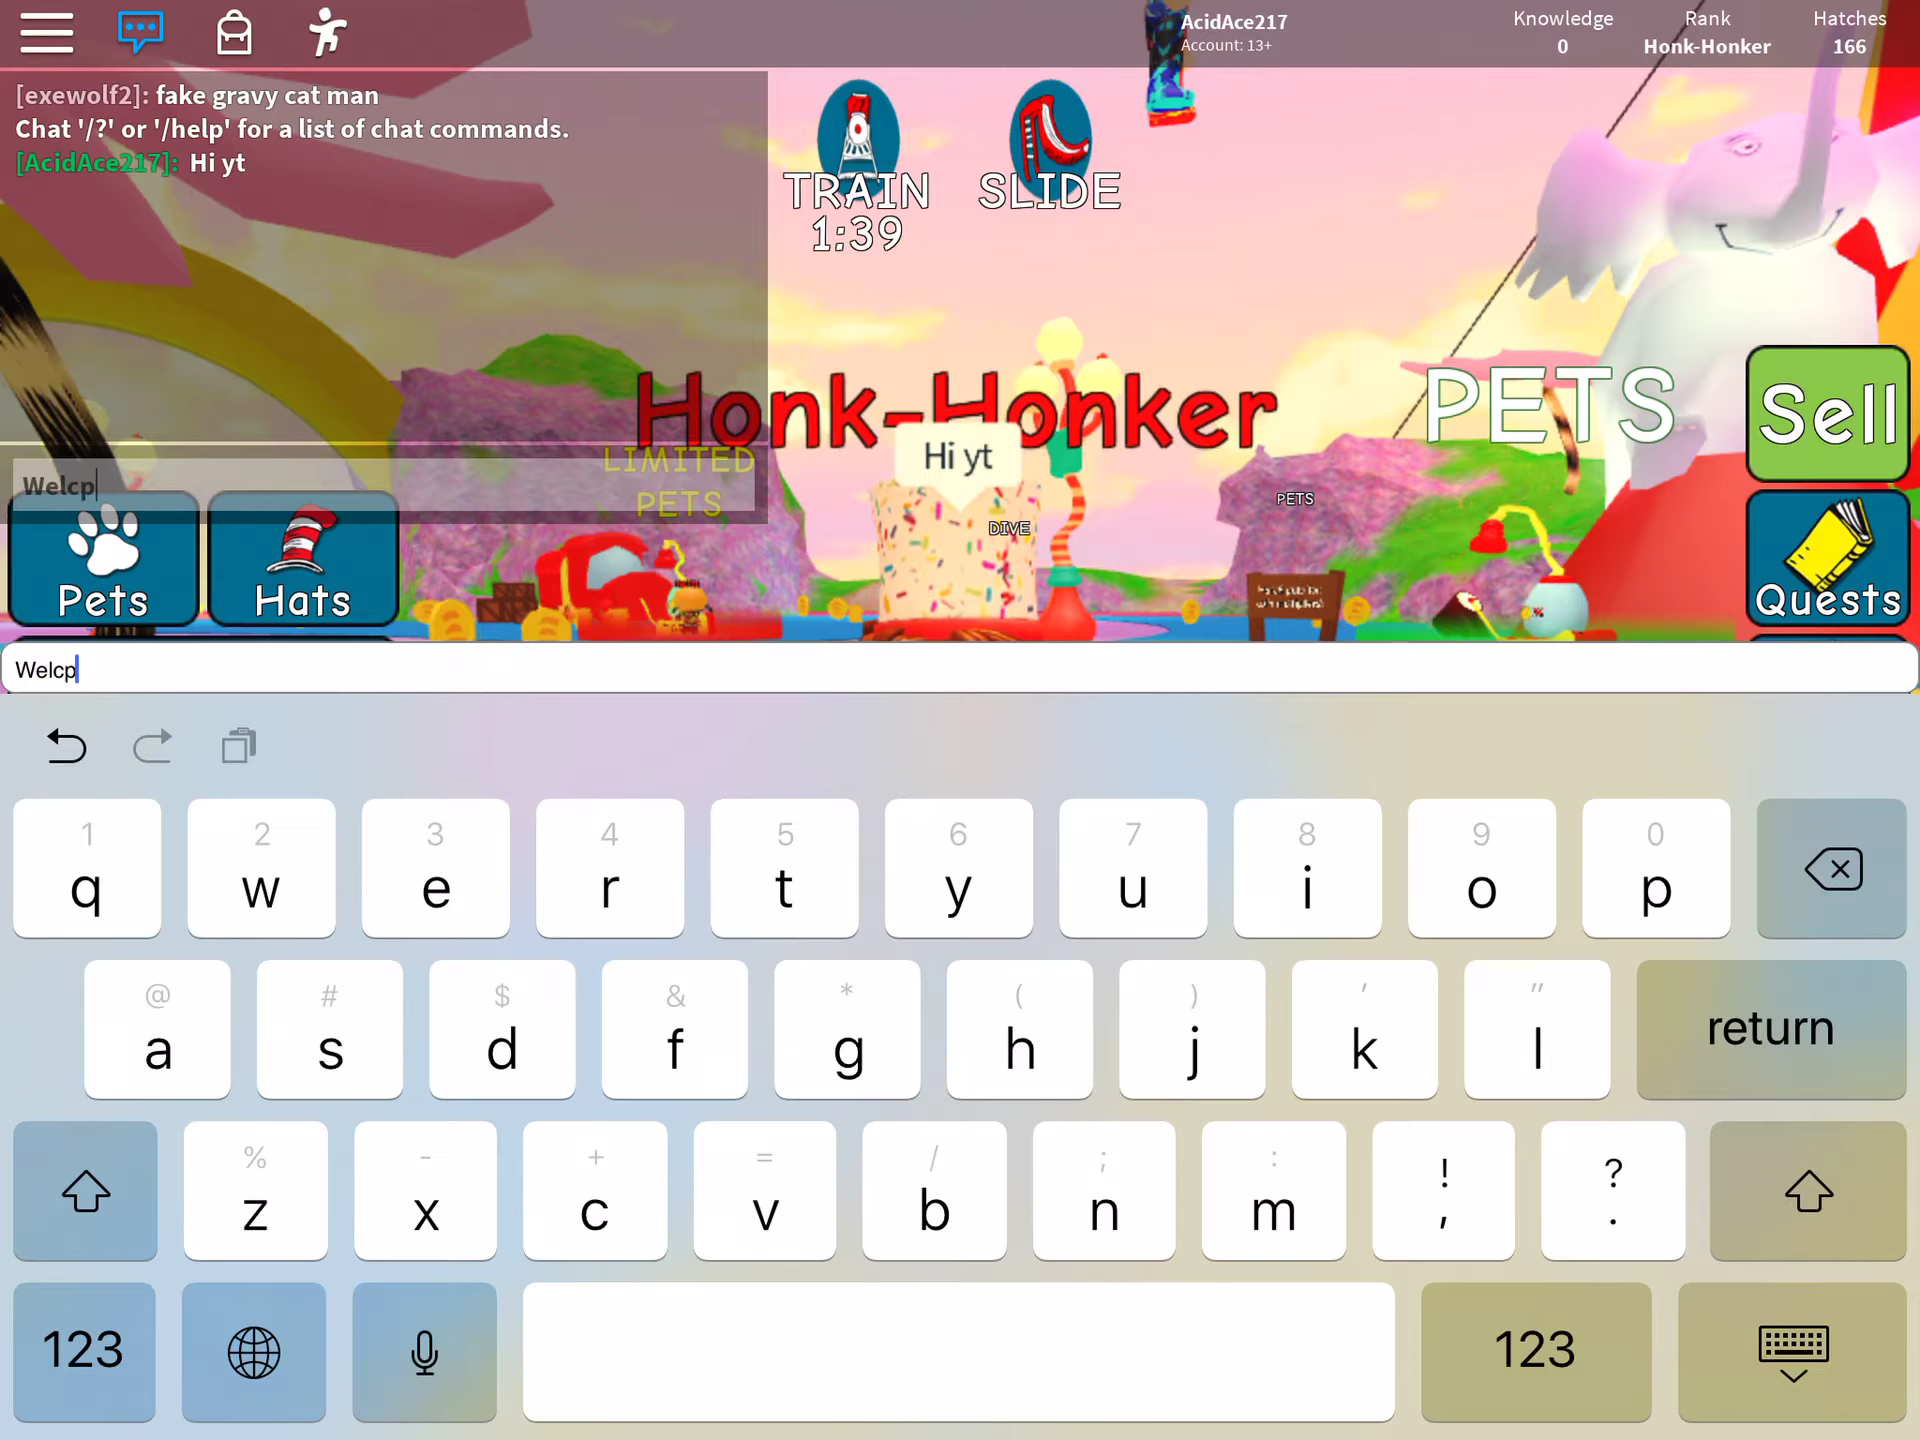 AcidAce217
Account: 13+
Knowledge
0
Rank
Honk-Honker
Hatches
166
[exewolf2]: fake gravy cat man
Chat '/?' or '/help' for a list of chat commands.
[AcidAce217]: Hi yt
TRAIN
1:39
SLIDE
Honk-Honker
Hi yt
PETS
Sell
LIMITED
PETS
Welcp
Pets
Hats
DIVE
PETS
Quests
Welcp
1 2 3 4 5 6 7 8 9 0
q w e r t y u i o p
@ # $ & * ( ) ' "
a s d f g h j k l return
% - + = / ; : ! ?
z x c v b n m , .
123 123